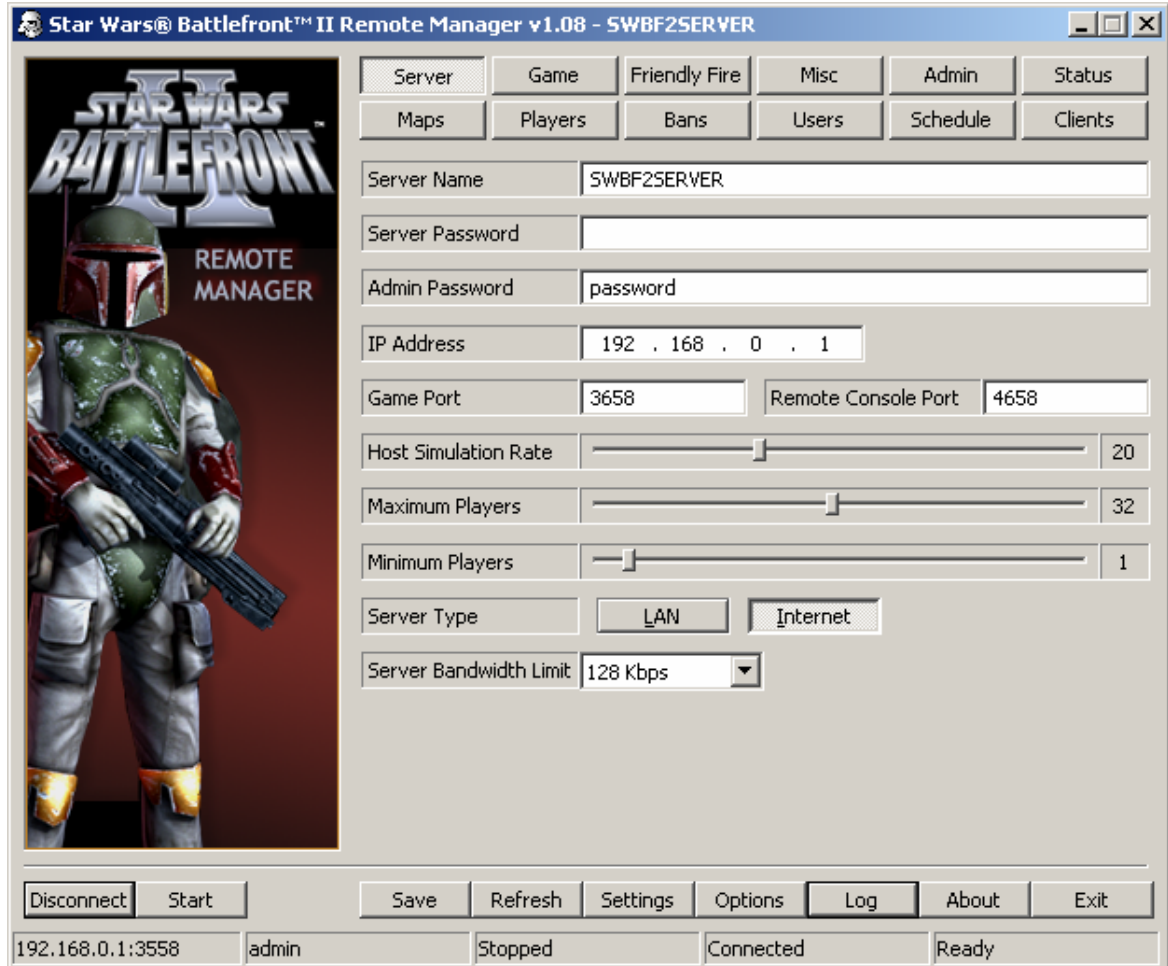 Star Wars® Battlefront™ II Remote Manager v1.08 - SWBF2SERVER
STAR WARS
BATTLEFRONT™
II
REMOTE
MANAGER
Server Game Friendly Fire Misc Admin Status
Maps Players Bans Users Schedule Clients
Server Name SWBF2SERVER
Server Password
Admin Password password
IP Address 192 . 168 . 0 . 1
Game Port 3658 Remote Console Port 4658
Host Simulation Rate 20
Maximum Players 32
Minimum Players 1
Server Type LAN Internet
Server Bandwidth Limit 128 Kbps
Disconnect Start Save Refresh Settings Options Log About Exit
192.168.0.1:3558 admin Stopped Connected Ready